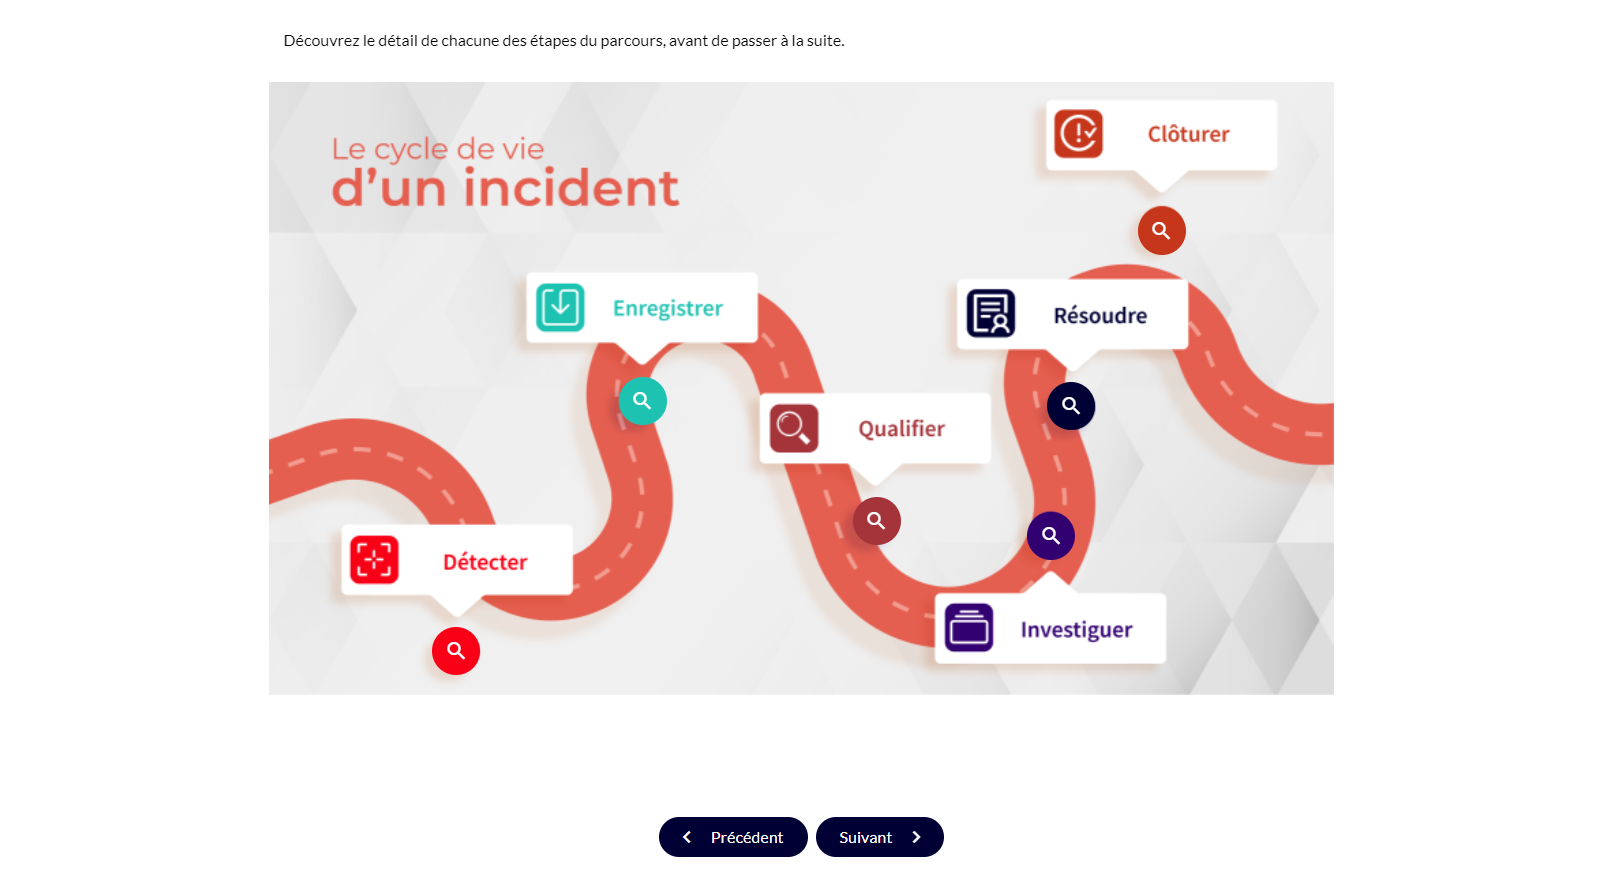 Découvrez le détail de chacune des étapes du parcours, avant de passer à la suite.
Le cycle de vie
d'un incident
Clôturer
Enregistrer
Résoudre
Qualifier
Détecter
Investiguer
Précédent
Suivant